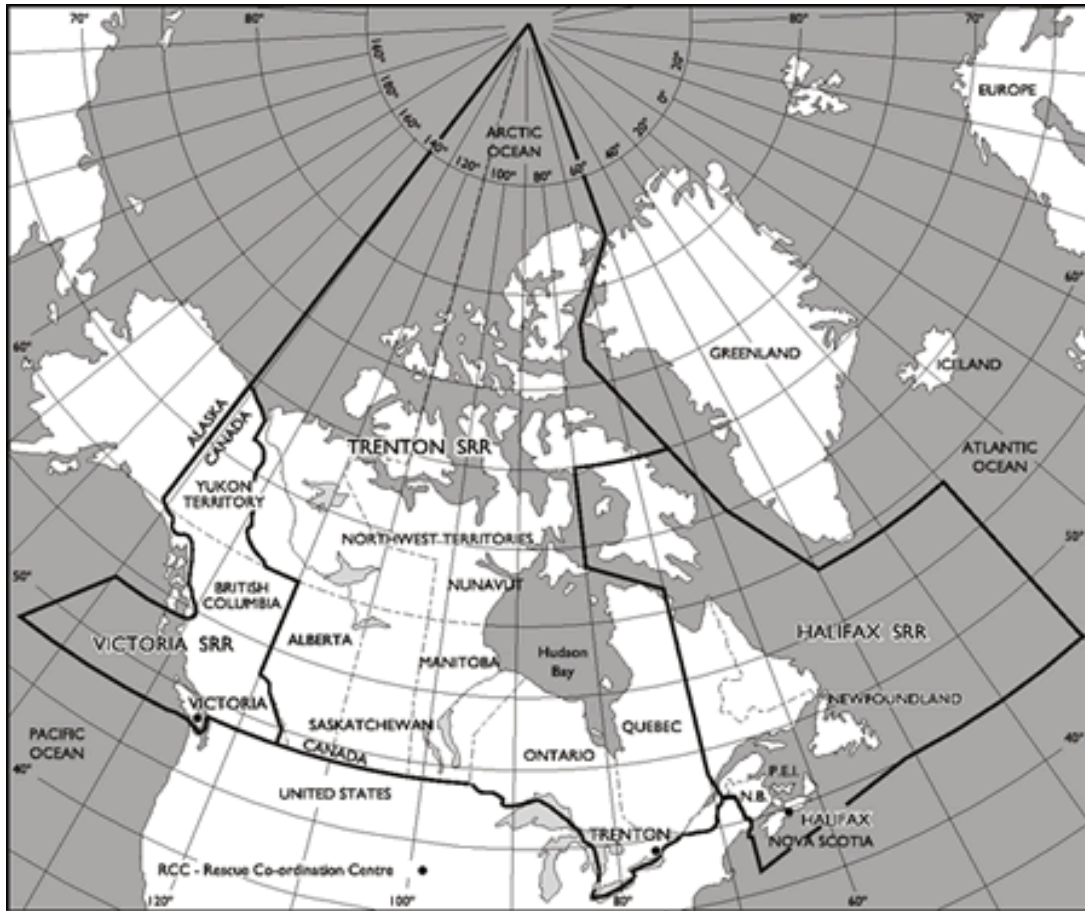 70°
80°
80°
70°
160°
180°
160°
140°
120°
100°
80°
60°
40°
20°
0°
20°
EUROPE
ARCTIC
OCEAN
60°
60°
GREENLAND
ICELAND
ALASKA
CANADA
TRENTON SRR
ATLANTIC
OCEAN
YUKON
TERRITORY
NORTHWEST TERRITORIES
50°
50°
NUNAVUT
BRITISH
COLUMBIA
VICTORIA SRR
ALBERTA
HALIFAX SRR
MANITOBA
Hudson
Bay
VICTORIA
NEWFOUNDLAND
SASKATCHEWAN
QUEBEC
PACIFIC
OCEAN
CANADA
ONTARIO
40°
40°
P.E.I.
UNITED STATES
N.B.
HALIFAX
TRENTON
NOVA SCOTIA
RCC - Rescue Co-ordination Centre
120°
100°
80°
60°